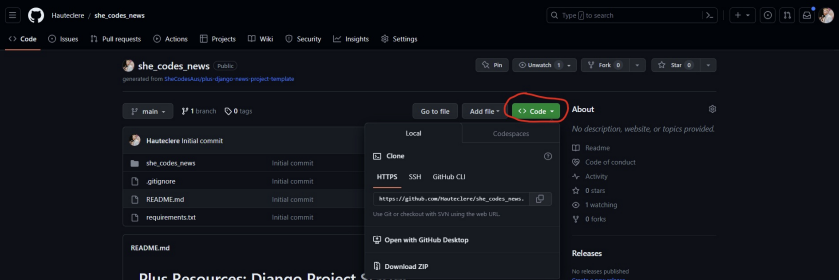 Hauteclere / she_codes_news
Type / to search
Code Issues Pull requests Actions Projects Wiki Security Insights Settings
she_codes_news Public
Pin Unwatch 1 Fork 0 Star 0
generated from SheCodesAus/plus-django-news-project-template
main 1 branch 0 tags Go to file Add file Code
About
No description, website, or topics provided.
Readme
Code of conduct
Activity
0 stars
1 watching
0 forks
Releases
No releases published
Hauteclere Initial commit
she_codes_news Initial commit
.gitignore Initial commit
README.md Initial commit
requirements.txt Initial commit
Local Codespaces
Clone
HTTPS SSH GitHub CLI
https://github.com/Hauteclere/she_codes_news.
Use Git or checkout with SVN using the web URL.
Open with GitHub Desktop
Download ZIP
README.md
Plus Resources: Django Project S